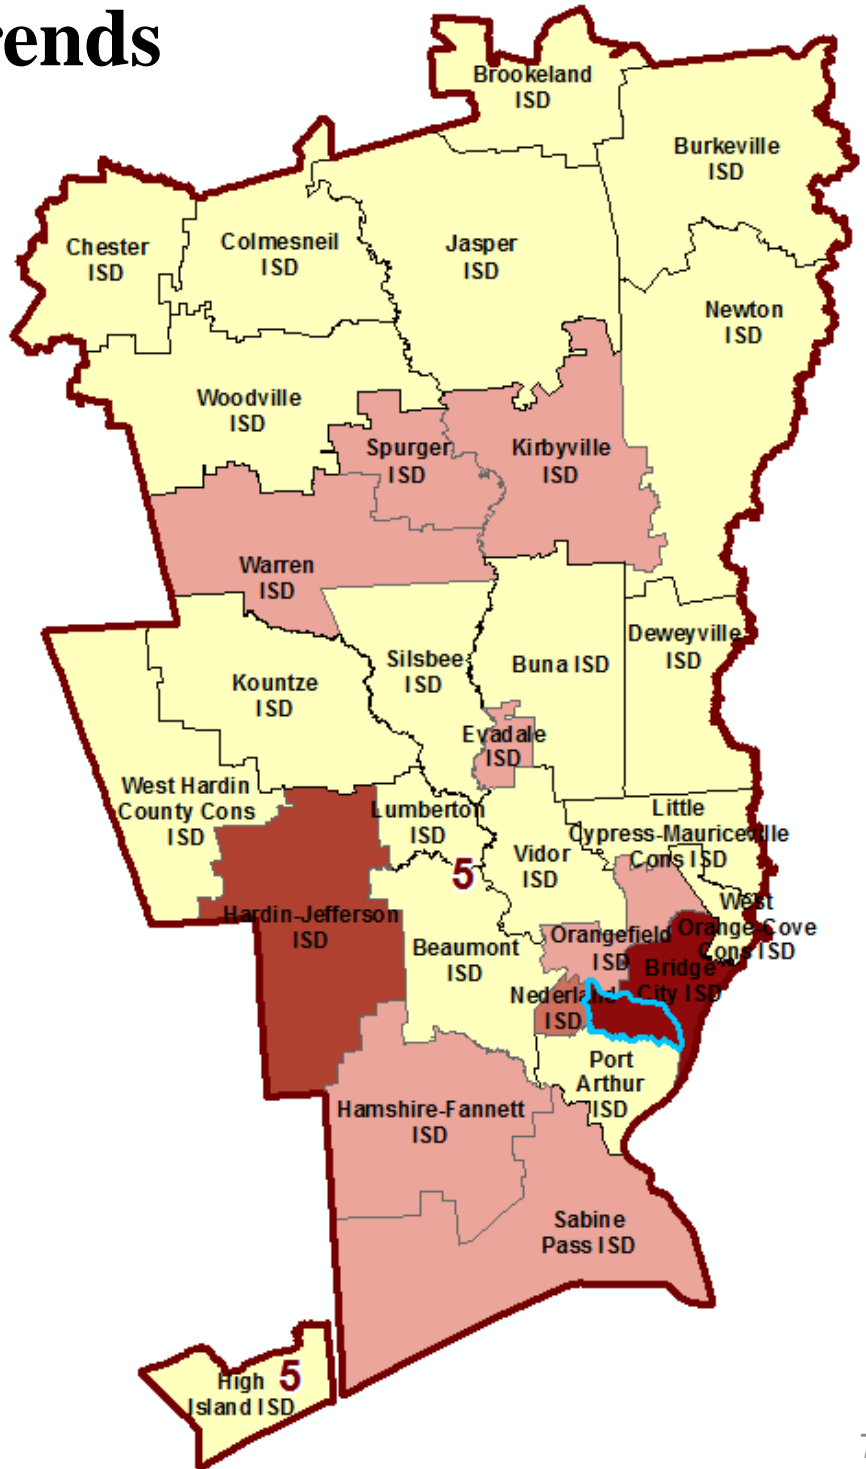 rends
Brookeland
ISD
Burkeville
ISD
Chester
ISD
Colmesneil
ISD
Jasper
ISD
Newton
ISD
Woodville
ISD
Spurger
ISD
Kirbyville
ISD
Warren
ISD
Deweyville
ISD
Silsbee
ISD
Buna ISD
Kountze
ISD
Evadale
ISD
West Hardin
County Cons
ISD
Lumberton
ISD
Little
Cypress-Mauriceville
Cons ISD
Vidor
ISD
5
West
Orange-Cove
Cons ISD
Hardin-Jefferson
ISD
Orangefield
ISD
Beaumont
ISD
Bridge
City ISD
Nederland
ISD
Port
Arthur
ISD
Hamshire-Fannett
ISD
Sabine
Pass ISD
High
Island ISD
5